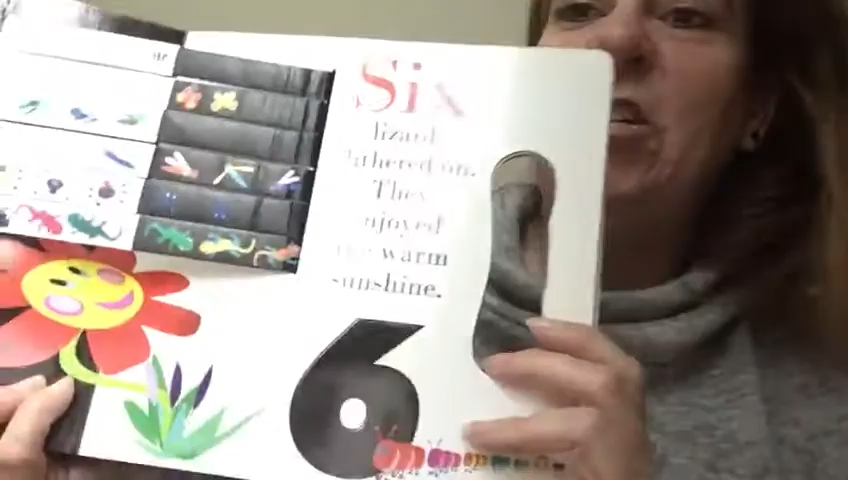 Six
lizard
gathered on.
They
enjoyed
the warm
sunshine.
6